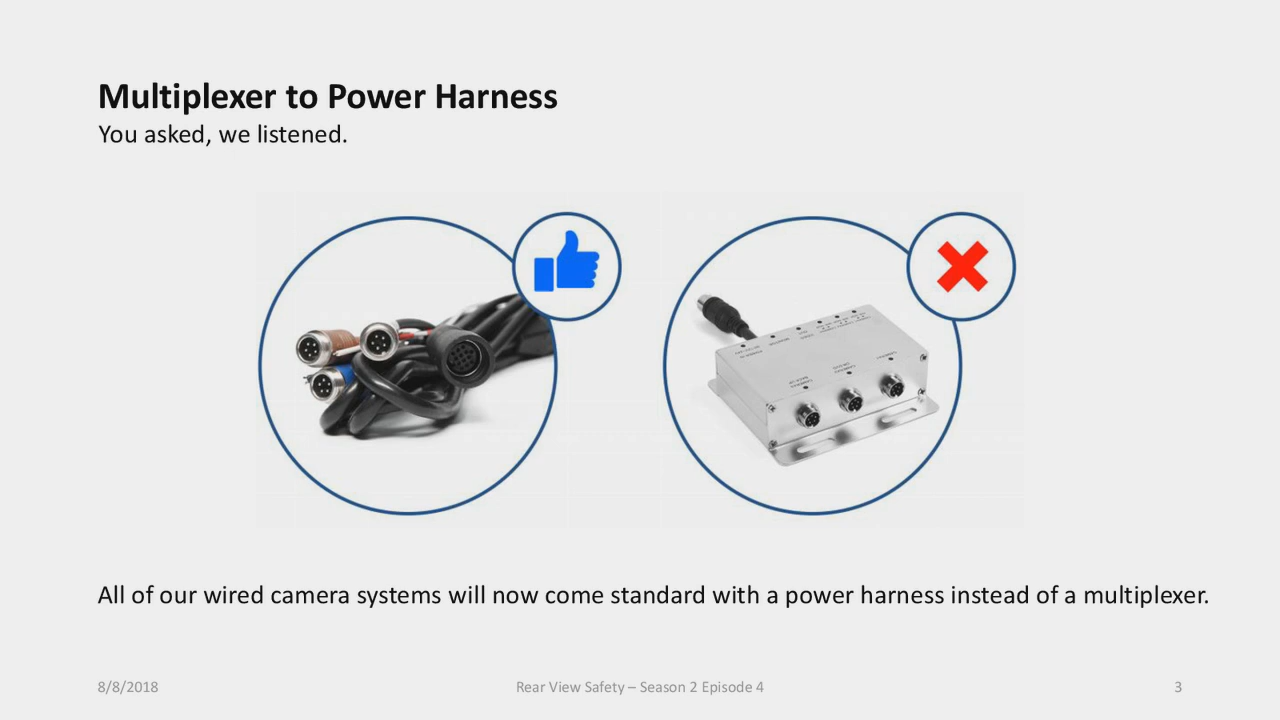 Multiplexer to Power Harness
You asked, we listened.
All of our wired camera systems will now come standard with a power harness instead of a multiplexer.
8/8/2018
Rear View Safety – Season 2 Episode 4
3